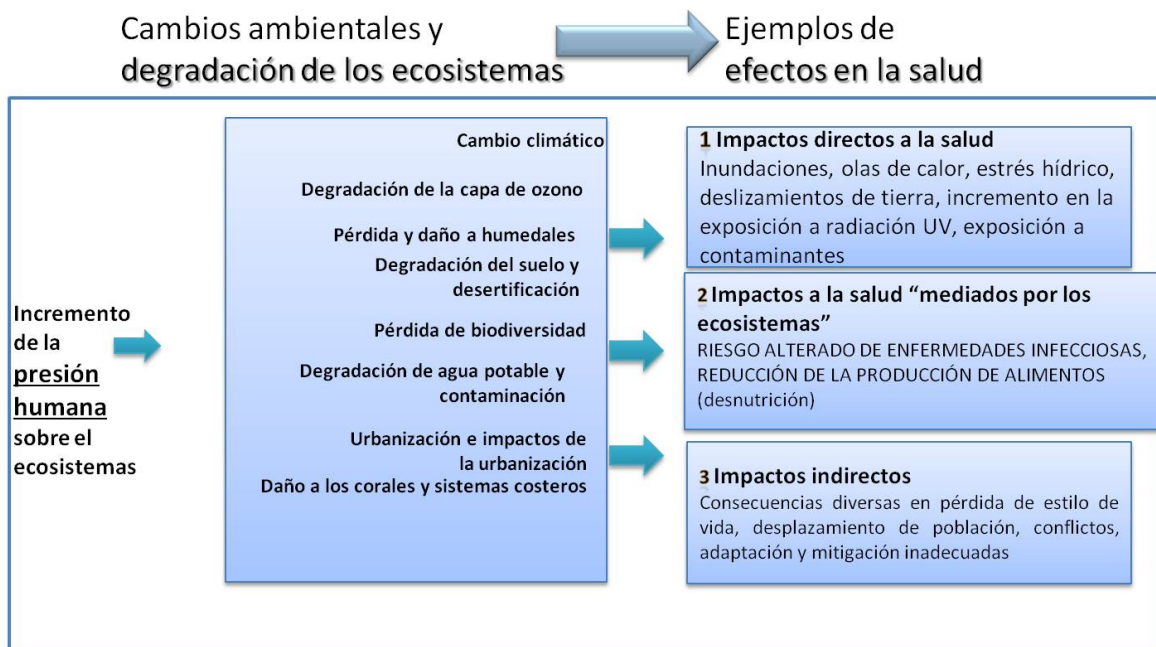 Cambios ambientales y
degradación de los ecosistemas
Ejemplos de
efectos en la salud
Incremento
de la
presión
humana
sobre el
ecosistemas
Cambio climático
Degradación de la capa de ozono
Pérdida y daño a humedales
Degradación del suelo y
desertificación
Pérdida de biodiversidad
Degradación de agua potable y
contaminación
Urbanización e impactos de
la urbanización
Daño a los corales y sistemas costeros
1 Impactos directos a la salud
Inundaciones, olas de calor, estrés hídrico,
deslizamientos de tierra, incremento en la
exposición a radiación UV, exposición a
contaminantes
2 Impactos a la salud “mediados por los
ecosistemas”
RIESGO ALTERADO DE ENFERMEDADES INFECCIOSAS,
REDUCCIÓN DE LA PRODUCCIÓN DE ALIMENTOS
(desnutrición)
3 Impactos indirectos
Consecuencias diversas en pérdida de estilo de
vida, desplazamiento de población, conflictos,
adaptación y mitigación inadecuadas